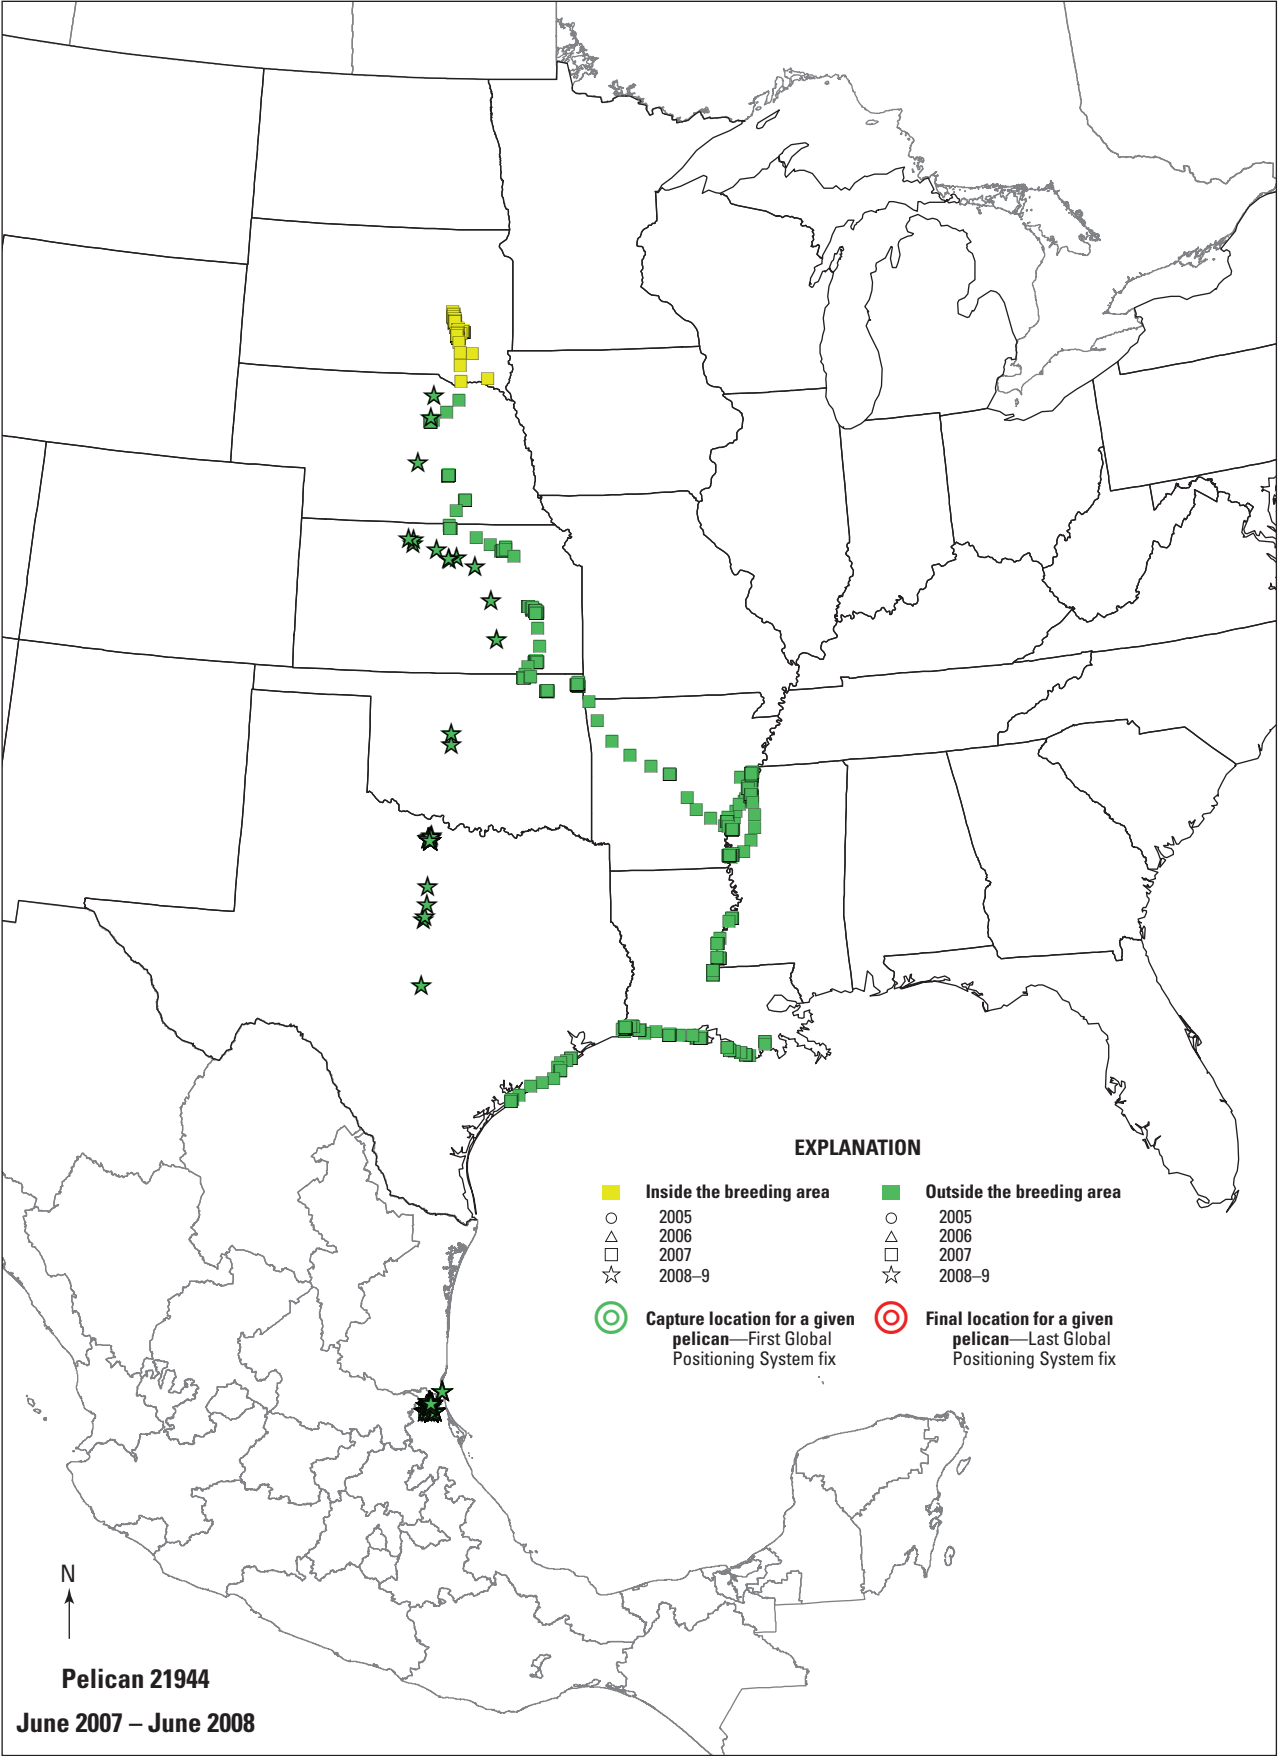 EXPLANATION
Inside the breeding area
2005
2006
2007
2008–9
Capture location for a given
pelican—First Global
Positioning System fix
Outside the breeding area
2005
2006
2007
2008–9
Final location for a given
pelican—Last Global
Positioning System fix
N
Pelican 21944
June 2007 – June 2008